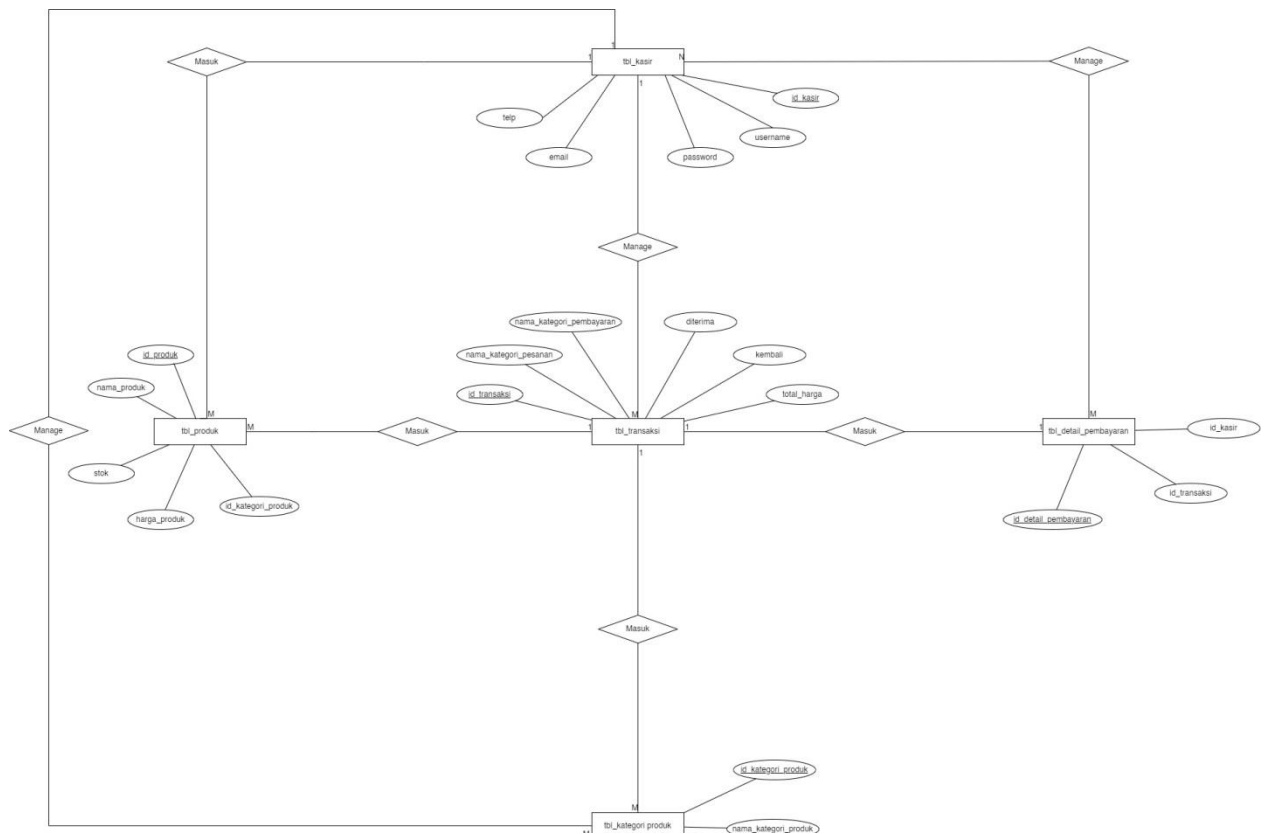 1
Masuk
1
tbl_kasir
N
Manage
1
id_kasir
telp
username
email
password
Manage
nama_kategori_pembayaran
diterima
id_produk
nama_kategori_pesanan
kembali
nama_produk
id_transaksi
total_harga
M
M
M
Manage
tbl_produk
M
Masuk
1
tbl_transaksi
1
Masuk
1
tbl_detail_pembayaran
id_kasir
1
stok
id_kategori_produk
id_transaksi
harga_produk
id_detail_pembayaran
Masuk
id_kategori_produk
M
tbl_kategori produk
nama_kategori_produk
M